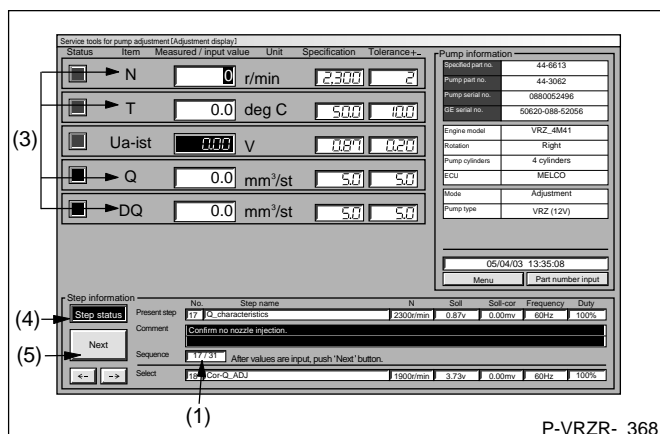 Service tools for pump adjustment [Adjustment display]
Status Item Measured / input value Unit Specification Tolerance+-
N 0 r/min 2,300 2
T 0.0 deg C 50.0 10.0
Ua-ist 0.00 V 0.87 0.20
Q 0.0 mm³/st 5.0 5.0
DQ 0.0 mm³/st 5.0 5.0
(3)
Pump information
Specified part no. 44-6613
Pump part no. 44-3062
Pump serial no. 0880052496
GE serial no. 50620-088-52056
Engine model VRZ_4M41
Rotation Right
Pump cylinders 4 cylinders
ECU MELCO
Mode Adjustment
Pump type VRZ (12V)
05/04/03 13:35:08
Menu Part number input
Step information
No. Step name N Soll Soll-cor Frequency Duty
(4) Step status Present step 17 Q_characteristics 2300r/min 0.87v 0.00mv 60Hz 100%
Comment Confirm no nozzle injection.
(5) Next
Sequence 17 / 31 After values are input, push 'Next' button.
<- -> Select 18 Cor-Q_ADJ 1900r/min 3.73v 0.00mv 60Hz 100%
(1)
P-VRZR- 368